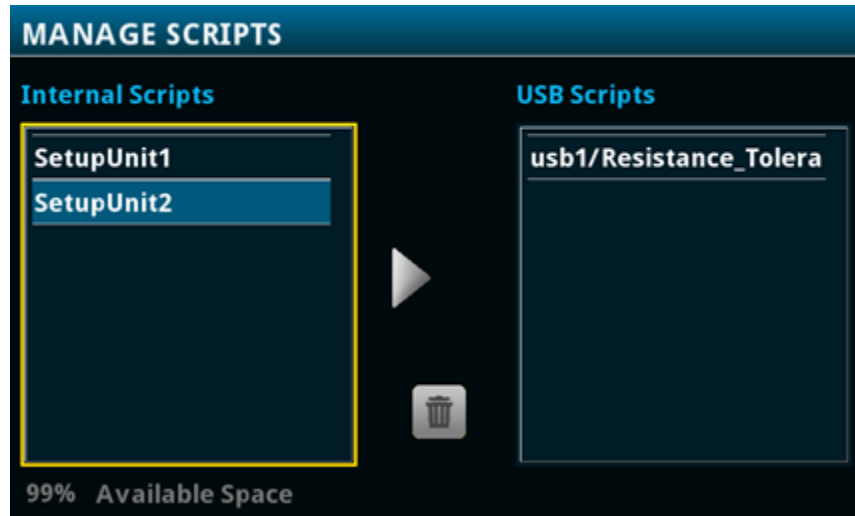 MANAGE SCRIPTS
Internal Scripts
USB Scripts
SetupUnit1
usb1/Resistance_Tolera
SetupUnit2
99% Available Space